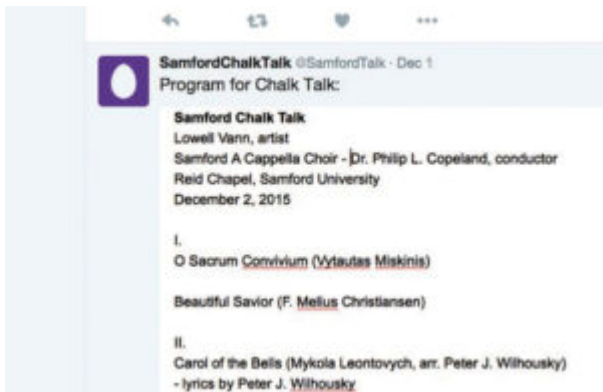 SamfordChalkTalk @SamfordTalk · Dec 1
Program for Chalk Talk:
Samford Chalk Talk
Lowell Vann, artist
Samford A Cappella Choir - Dr. Philip L. Copeland, conductor
Reid Chapel, Samford University
December 2, 2015
I.
O Sacrum Convivium (Vytautas Miskinis)
Beautiful Savior (F. Melius Christiansen)
II.
Carol of the Bells (Mykola Leontovych, arr. Peter J. Wilhousky)
- lyrics by Peter J. Wilhousky